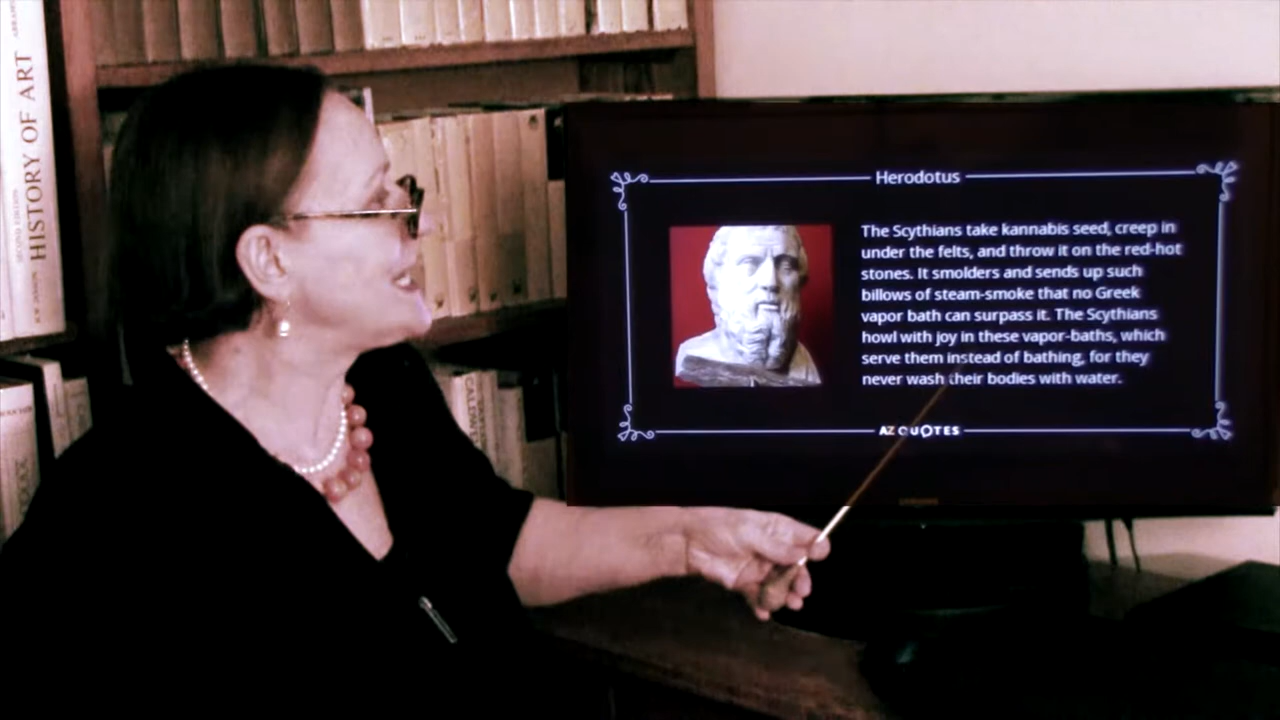 HISTORY OF ART
SECOND EDITION
Herodotus
The Scythians take kannabis seed, creep in
under the felts, and throw it on the red-hot
stones. It smolders and sends up such
billows of steam-smoke that no Greek
vapor bath can surpass it. The Scythians
howl with joy in these vapor-baths, which
serve them instead of bathing, for they
never wash their bodies with water.
AZ QUOTES